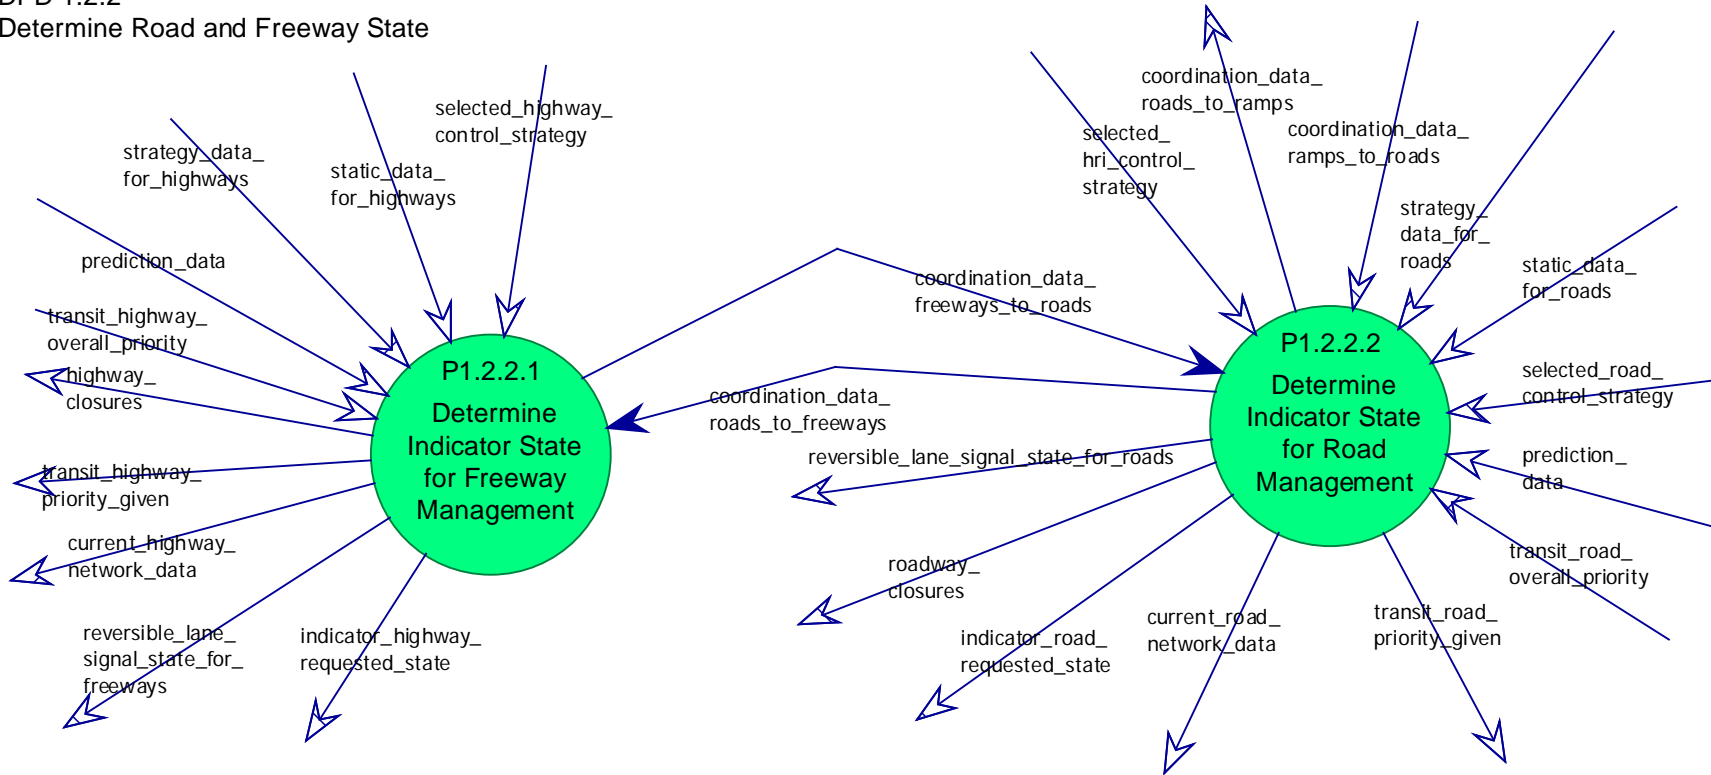 DFD 1.2.2
Determine Road and Freeway State
selected_highway_
control_strategy
strategy_data_
for_highways
static_data_
for_highways
prediction_data
transit_highway_
overall_priority
highway_
closures
transit_highway_
priority_given
current_highway_
network_data
reversible_lane_
signal_state_for_
freeways
indicator_highway_
requested_state
P1.2.2.1
Determine
Indicator State
for Freeway
Management
coordination_data_
freeways_to_roads
coordination_data_
roads_to_freeways
coordination_data_
roads_to_ramps
selected_
hri_control_
strategy
coordination_data_
ramps_to_roads
strategy_
data_for_
roads
static_data_
for_roads
P1.2.2.2
Determine
Indicator State
for Road
Management
selected_road_
control_strategy
prediction_
data
transit_road_
overall_priority
reversible_lane_signal_state_for_roads
roadway_
closures
indicator_road_
requested_state
current_road_
network_data
transit_road_
priority_given